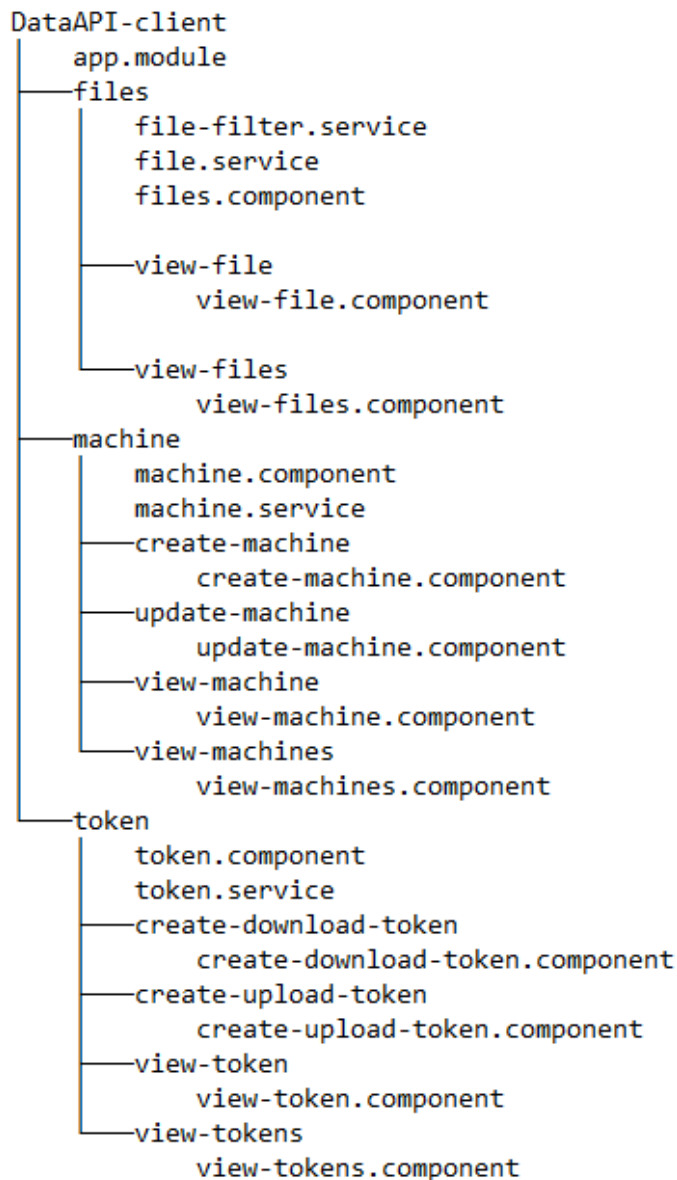 DataAPI-client
app.module
files
file-filter.service
file.service
files.component
view-file
view-file.component
view-files
view-files.component
machine
machine.component
machine.service
create-machine
create-machine.component
update-machine
update-machine.component
view-machine
view-machine.component
view-machines
view-machines.component
token
token.component
token.service
create-download-token
create-download-token.component
create-upload-token
create-upload-token.component
view-token
view-token.component
view-tokens
view-tokens.component